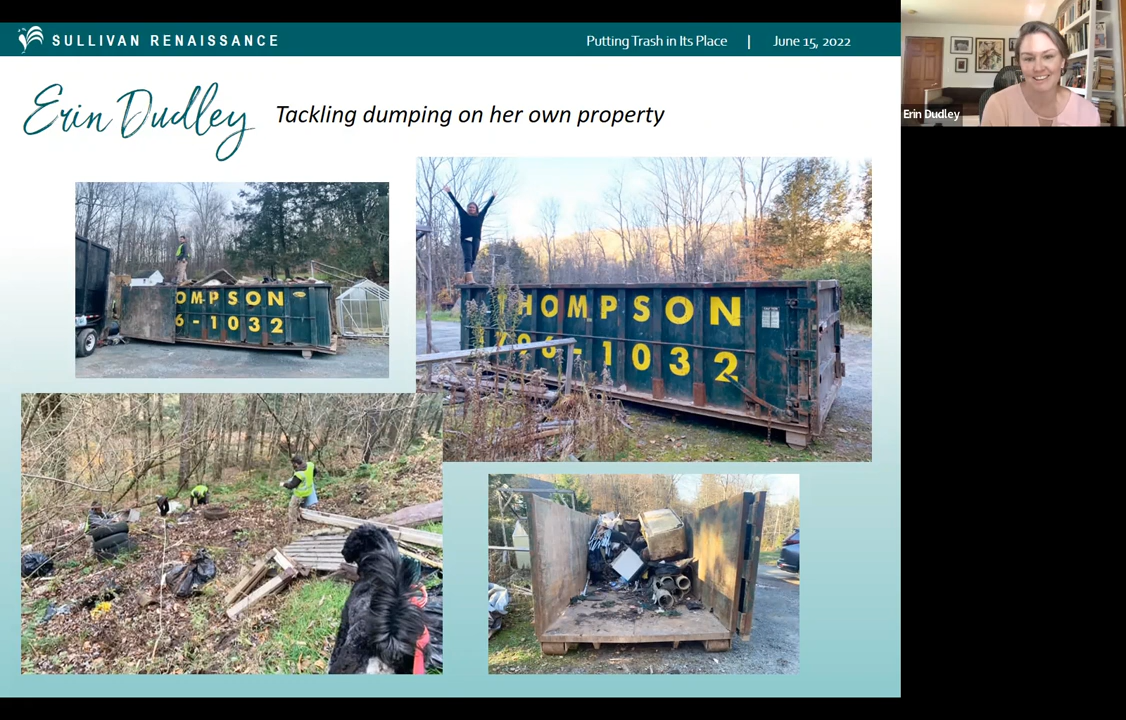 SULLIVAN RENAISSANCE
Putting Trash in Its Place | June 15, 2022
Erin Dudley
Erin Dudley Tackling dumping on her own property
OMPSON
6-1032
HOMPSON
796-1032